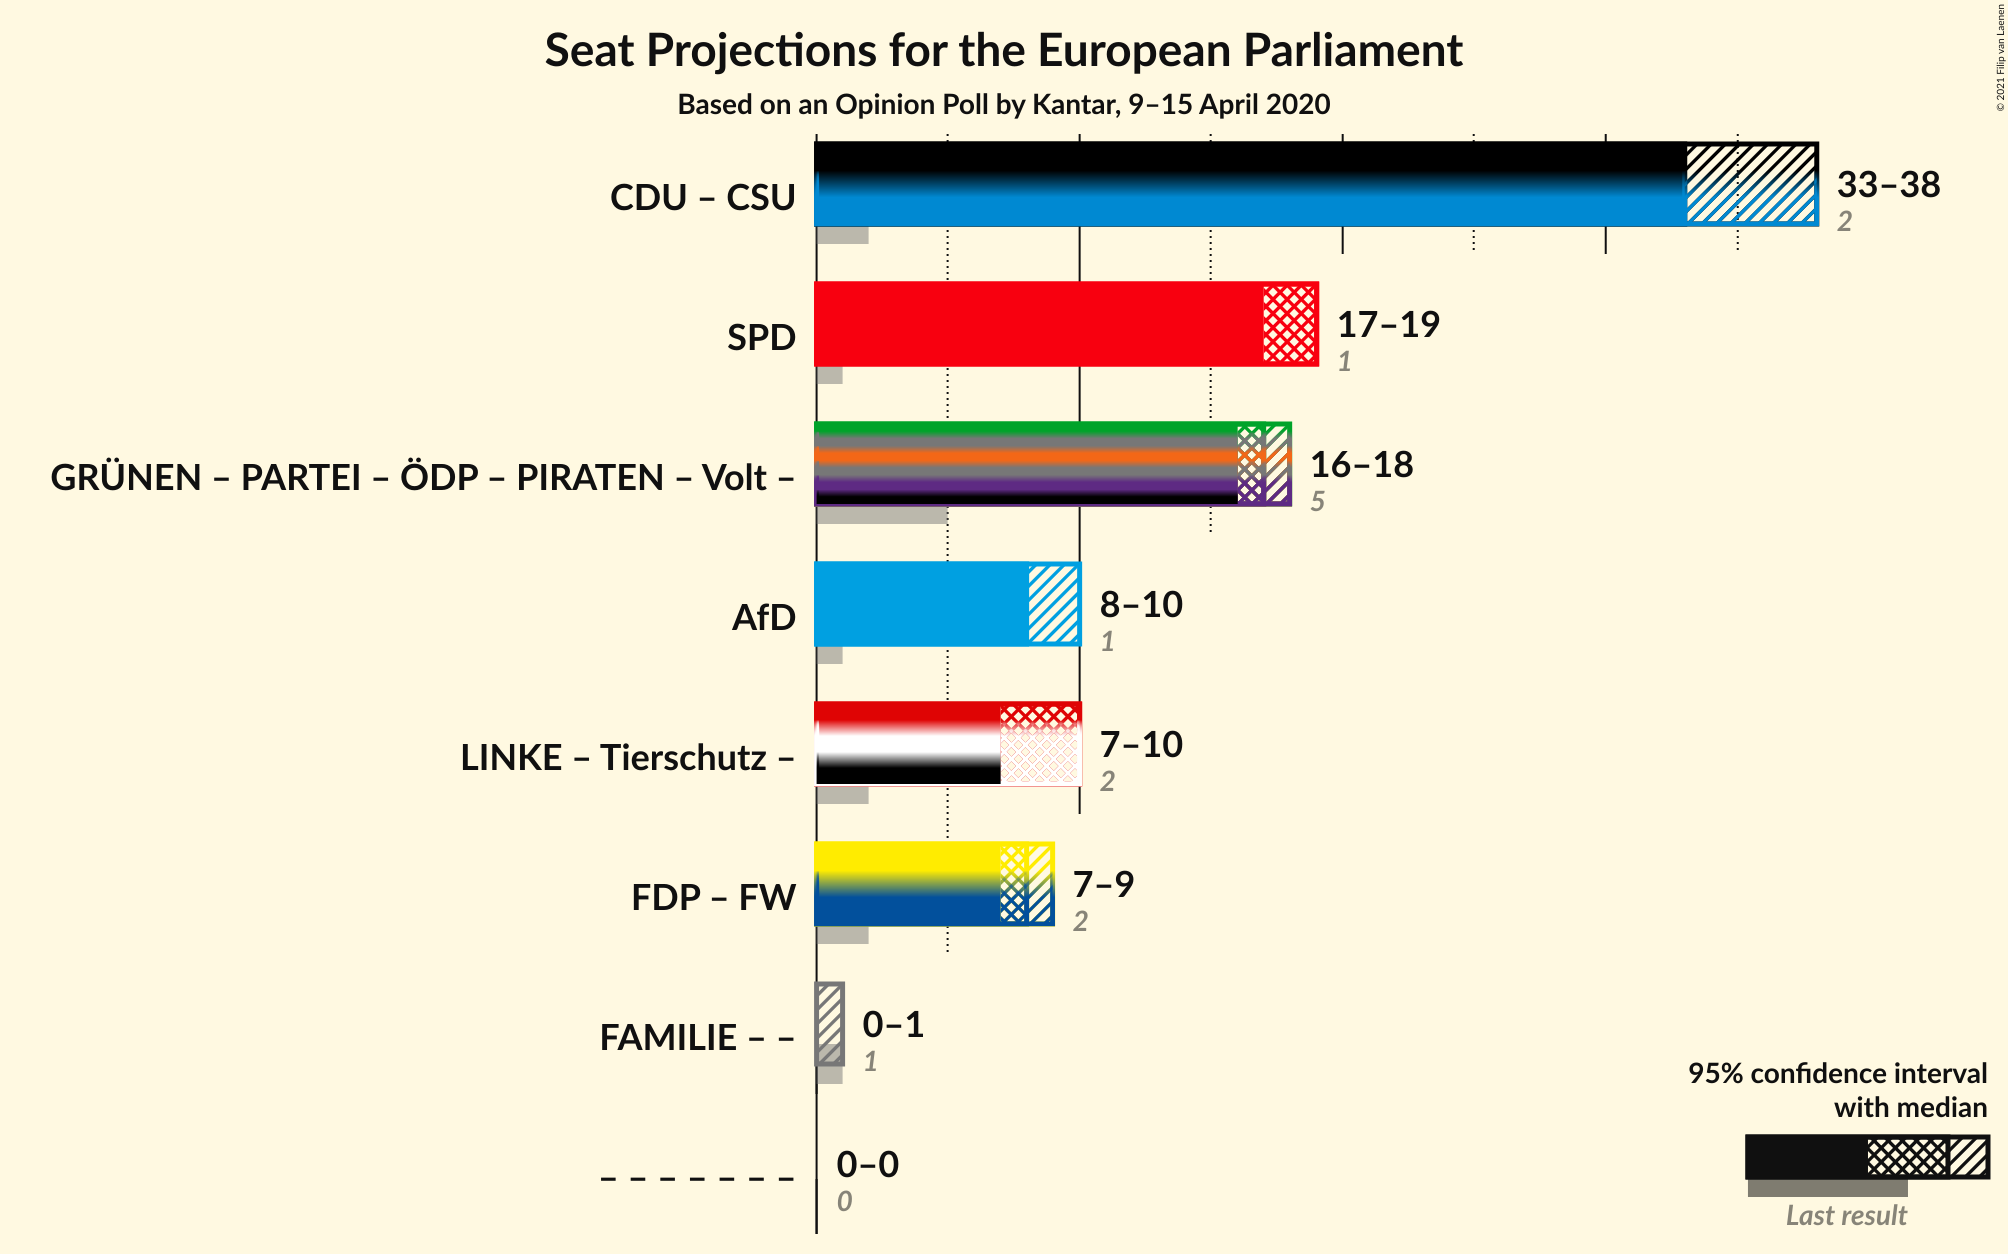 Seat Projections for the European Parliament
Based on an Opinion Poll by Kantar, 9–15 April 2020
© 2021 Filip van Laenen
CDU – CSU
33–38
2
SPD
17–19
1
GRÜNEN – PARTEI – ÖDP – PIRATEN – Volt –
16–18
5
AfD
8–10
1
LINKE – Tierschutz –
7–10
2
FDP – FW
7–9
2
FAMILIE – –
0–1
1
– – – – – – –
0–0
0
95% confidence interval
with median
Last result